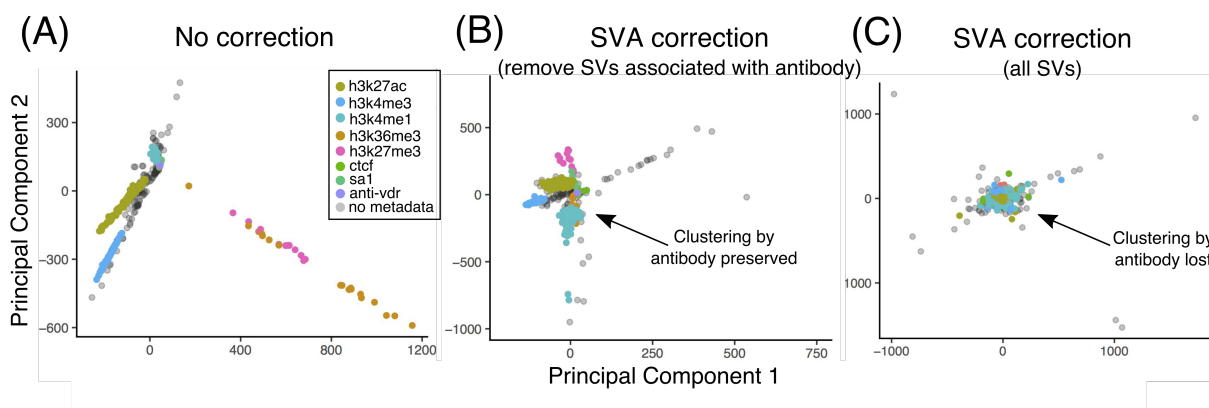 (A)
No correction
Principal Component 2
300
0
−300
−600
0
400
800
1200
h3k27ac
h3k4me3
h3k4me1
h3k36me3
h3k27me3
ctcf
sa1
anti-vdr
no metadata
(B)
SVA correction
(remove SVs associated with antibody)
500
0
−500
−1000
0
250
500
750
Clustering by
antibody preserved
Principal Component 1
(C)
SVA correction
(all SVs)
1000
0
1000
−1000
0
1000
Clustering by
antibody lost